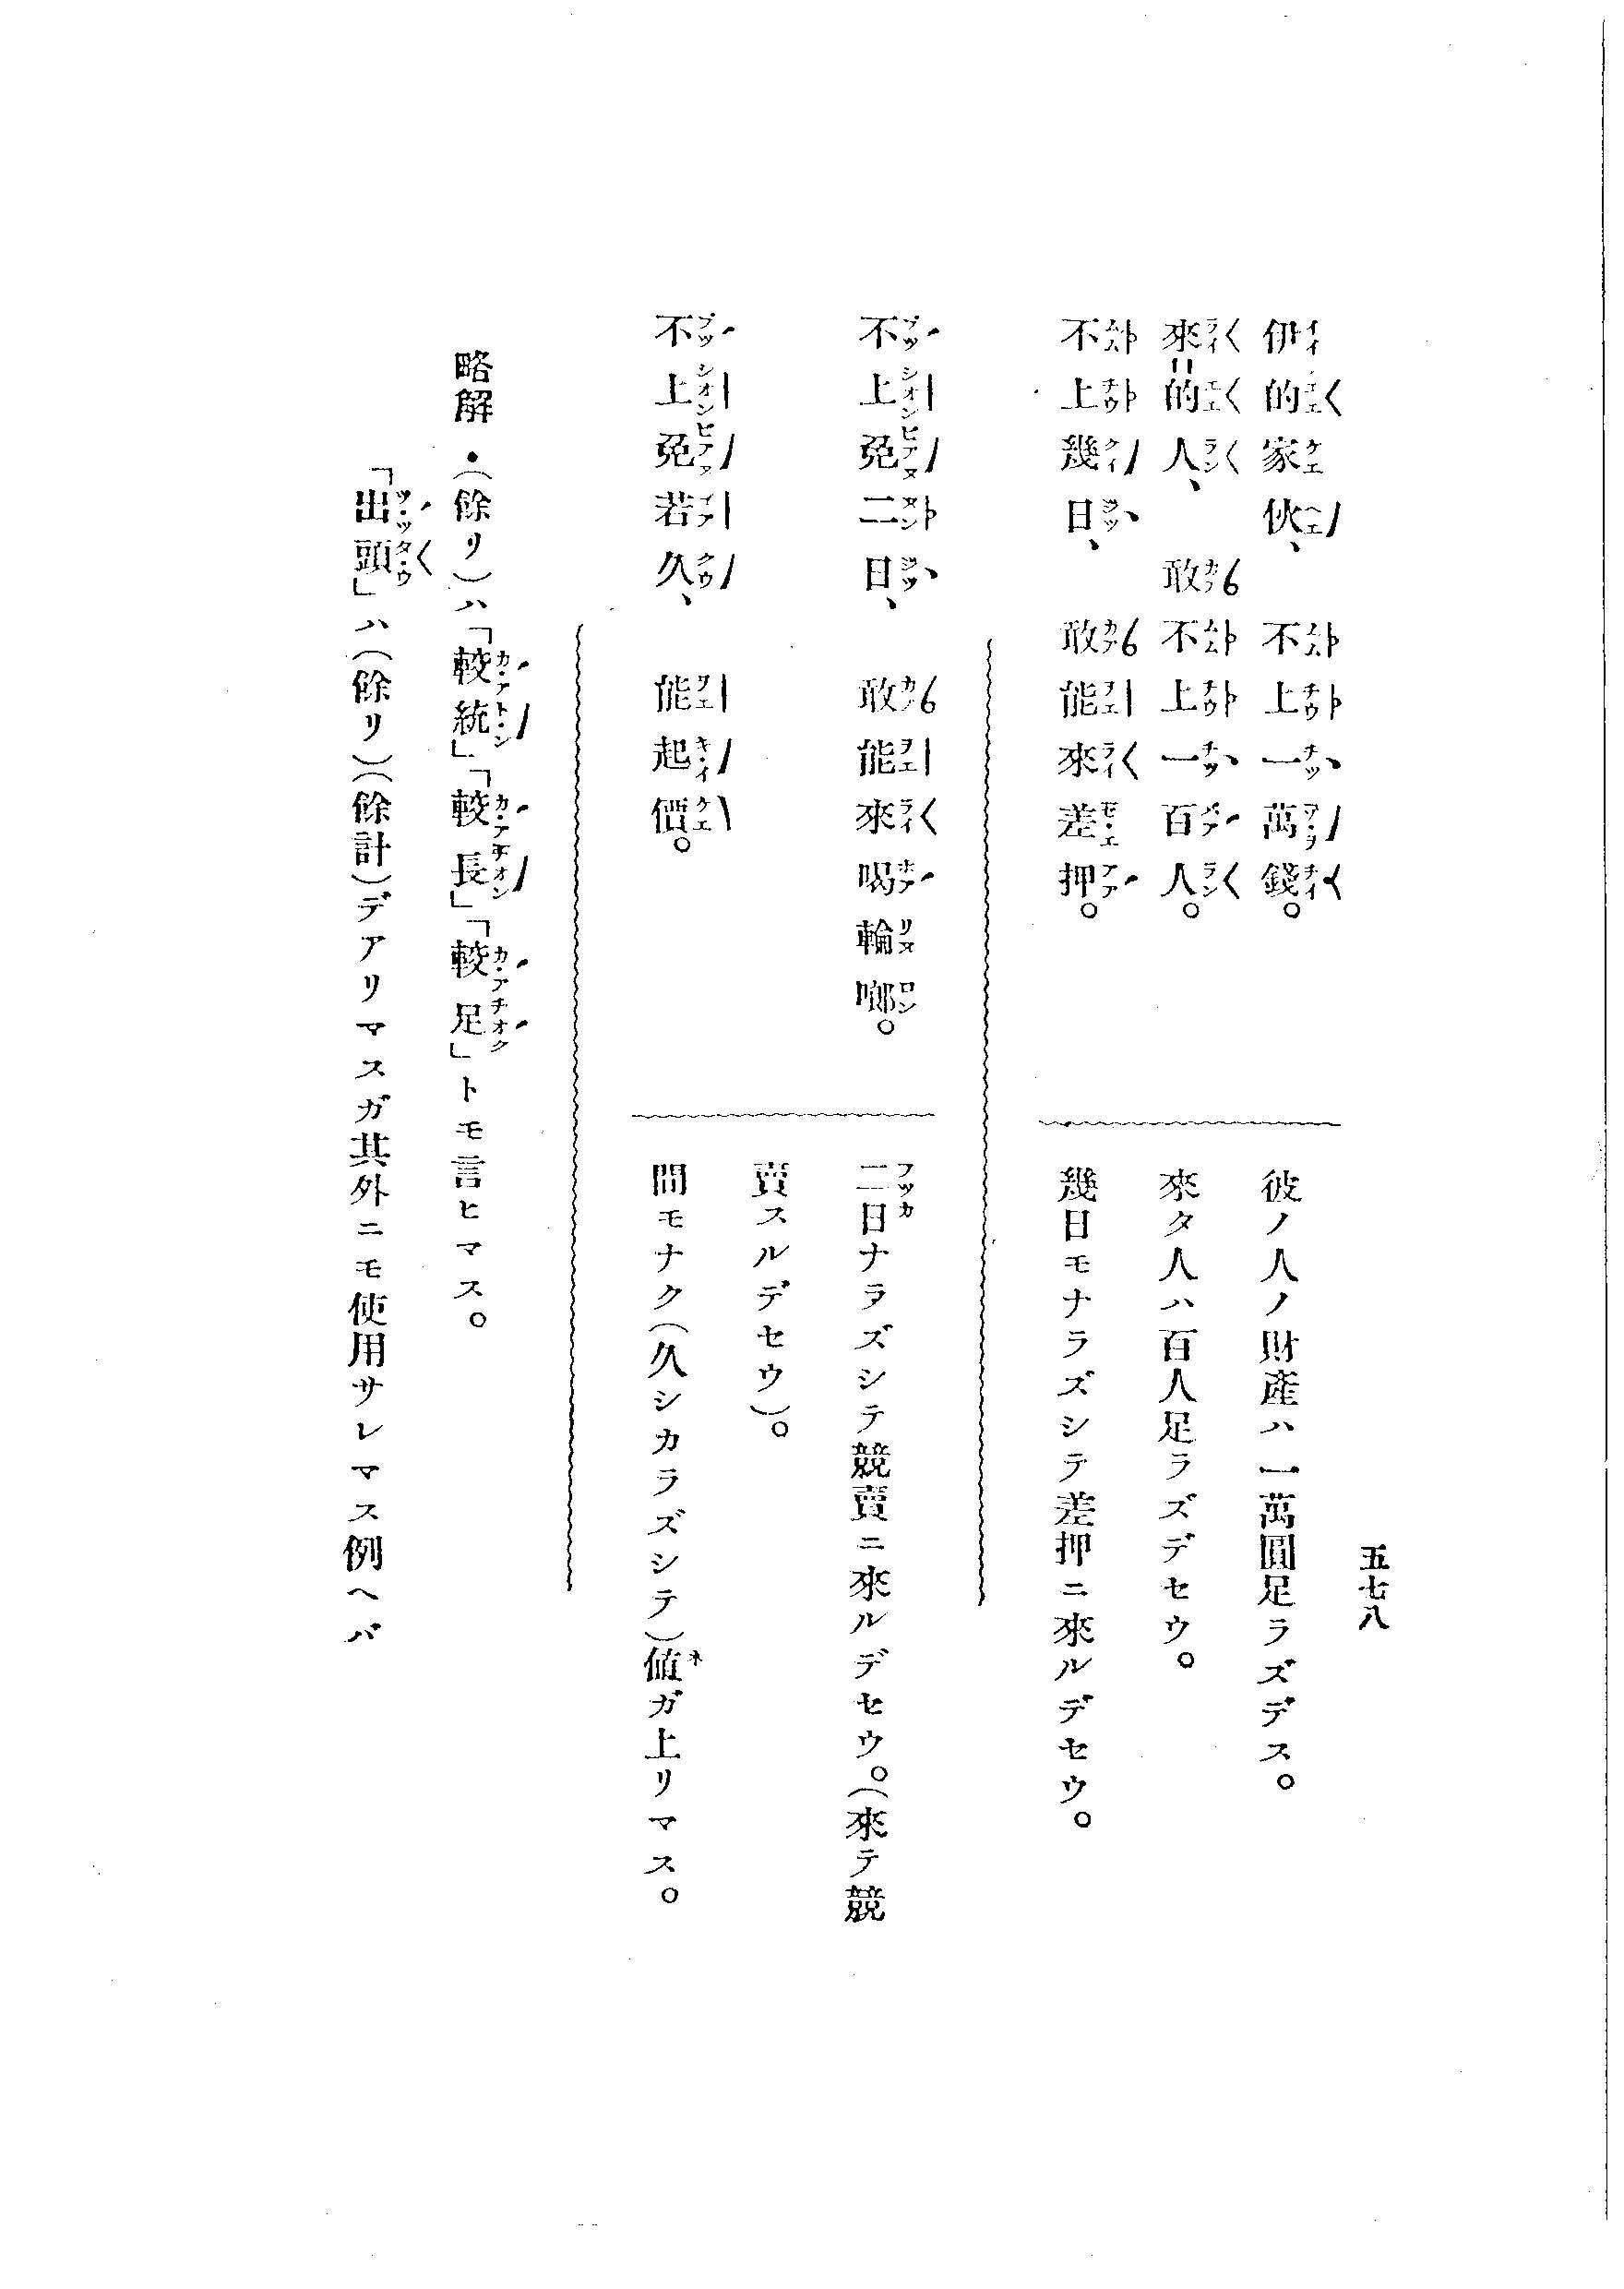 五七八
伊的家伙、不上一萬錢。
彼ノ人ノ財產ハ一萬圓足ラズデス。
來的人、敢不上一百人。
來タ人ハ百人足ラズデセウ。
不上幾日、敢能來差押。
幾日モナラズシテ差押ニ來ルデセウ。
不上免二日、敢能來喝輪啷。
二日ナラズシテ競賣ニ來ルデセウ。(來テ競
賣スルデセウ)。
不上免若久、能起價。
間モナク(久シカラズシテ)値ガ上リマス。
略解・(餘リ)ハ「較統」「較長」「較足」トモ言ヒマス。
「出頭」ハ(餘リ)(餘計)デアリマスガ其外ニモ使用サレマス例ヘバ